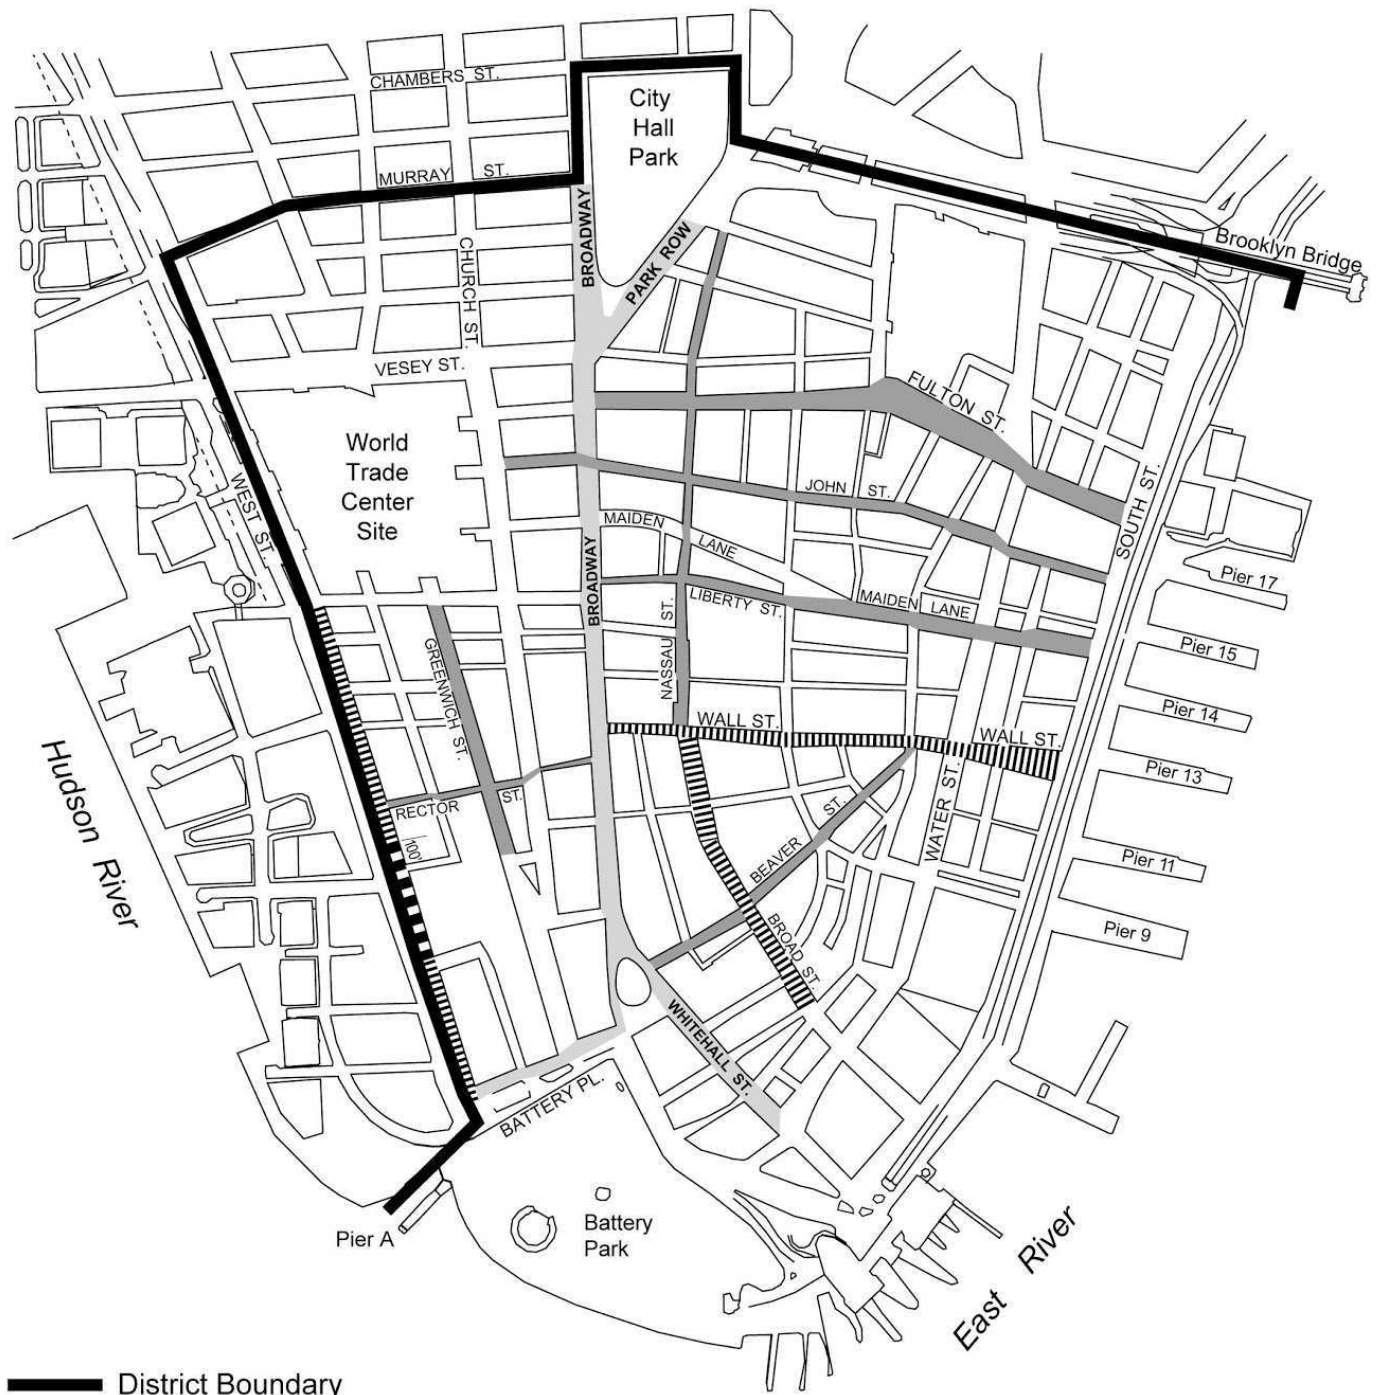 CHAMBERS ST.
City
Hall
Park
MURRAY ST.
BROADWAY
PARK ROW
CHURCH ST.
Brooklyn Bridge
VESEY ST.
FULTON ST.
World
Trade
Center
Site
WEST ST.
JOHN ST.
SOUTH ST.
MAIDEN LANE
BROADWAY
Pier 17
LIBERTY ST.
MAIDEN LANE
NASSAU ST.
GREENWICH ST.
Pier 15
Pier 14
WALL ST.
WALL ST.
Pier 13
Hudson River
RECTOR ST.
100'
BEAVER ST.
WATER ST.
Pier 11
Pier 9
BROAD ST.
WHITEHALL ST.
BATTERY PL.
Pier A
Battery
Park
East River
District Boundary